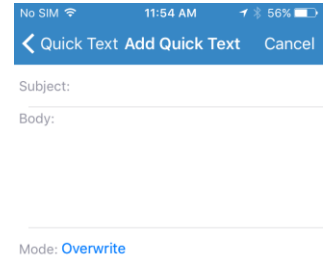 No SIM 11:54 AM 56%
Quick Text Add Quick Text Cancel
Subject:
Body:
Mode: Overwrite